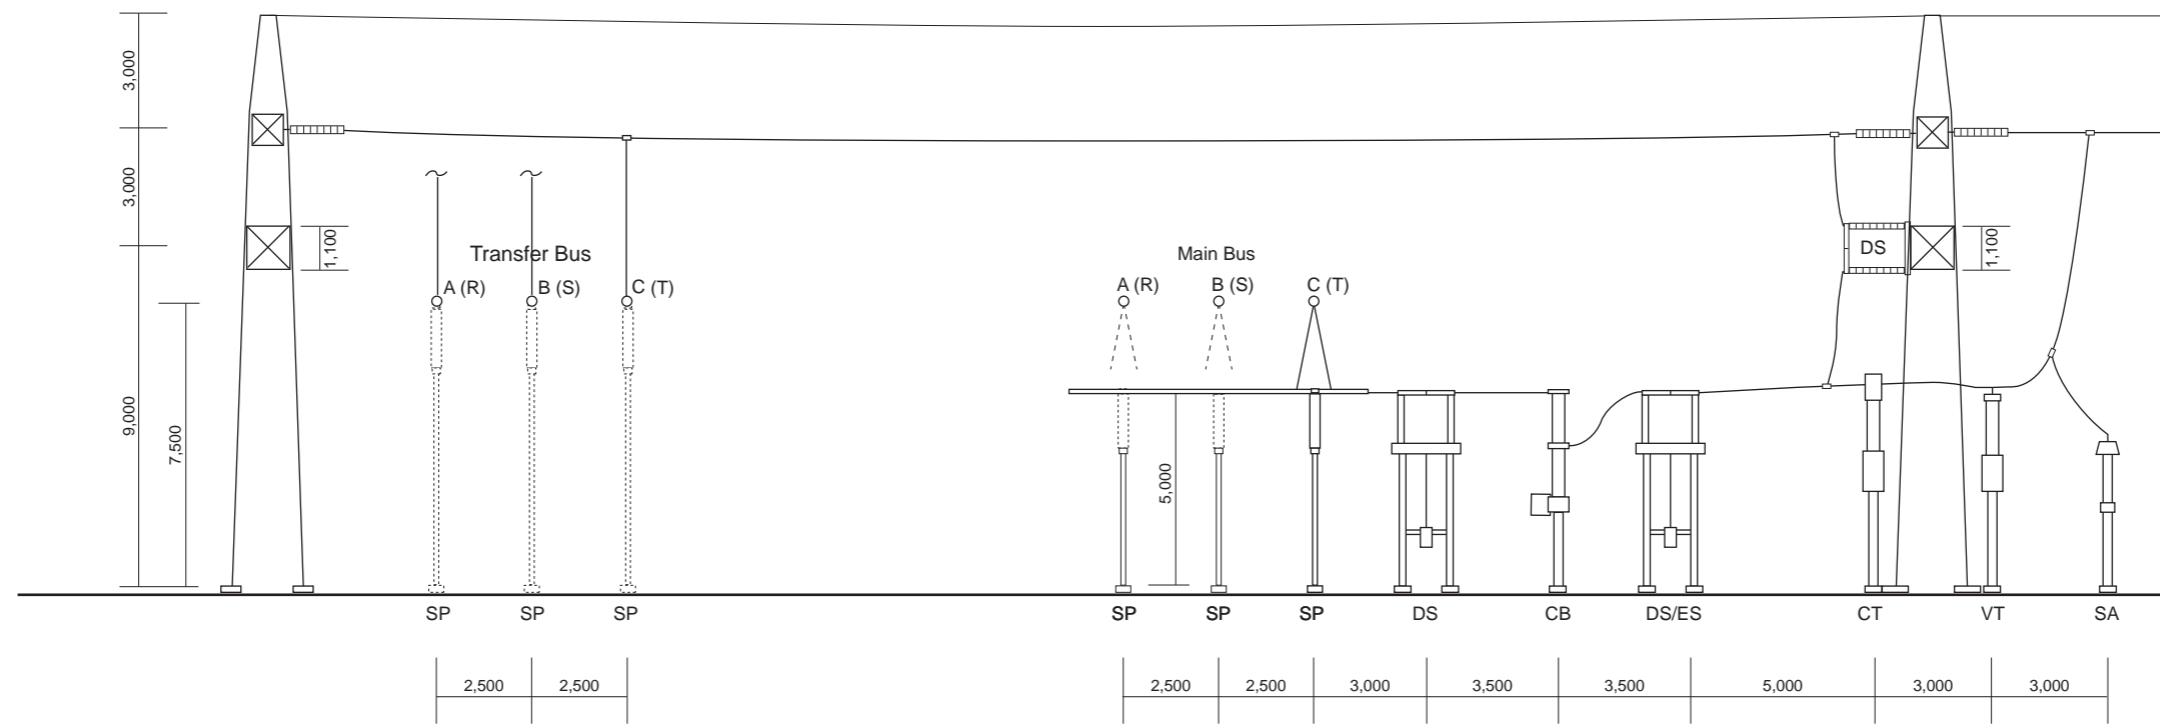 3,000
3,000
1,100
Transfer Bus
Main Bus
DS
1,100
A (R)
B (S)
C (T)
A (R)
B (S)
C (T)
9,000
7,500
5,000
SP
SP
SP
SP
SP
SP
DS
CB
DS/ES
CT
VT
SA
2,500
2,500
2,500
2,500
3,000
3,500
3,500
5,000
3,000
3,000